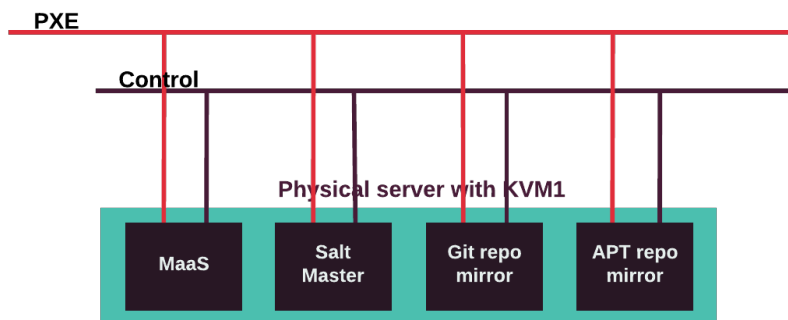 PXE
Control
Physical server with KVM1
MaaS
Salt
Master
Git repo
mirror
APT repo
mirror